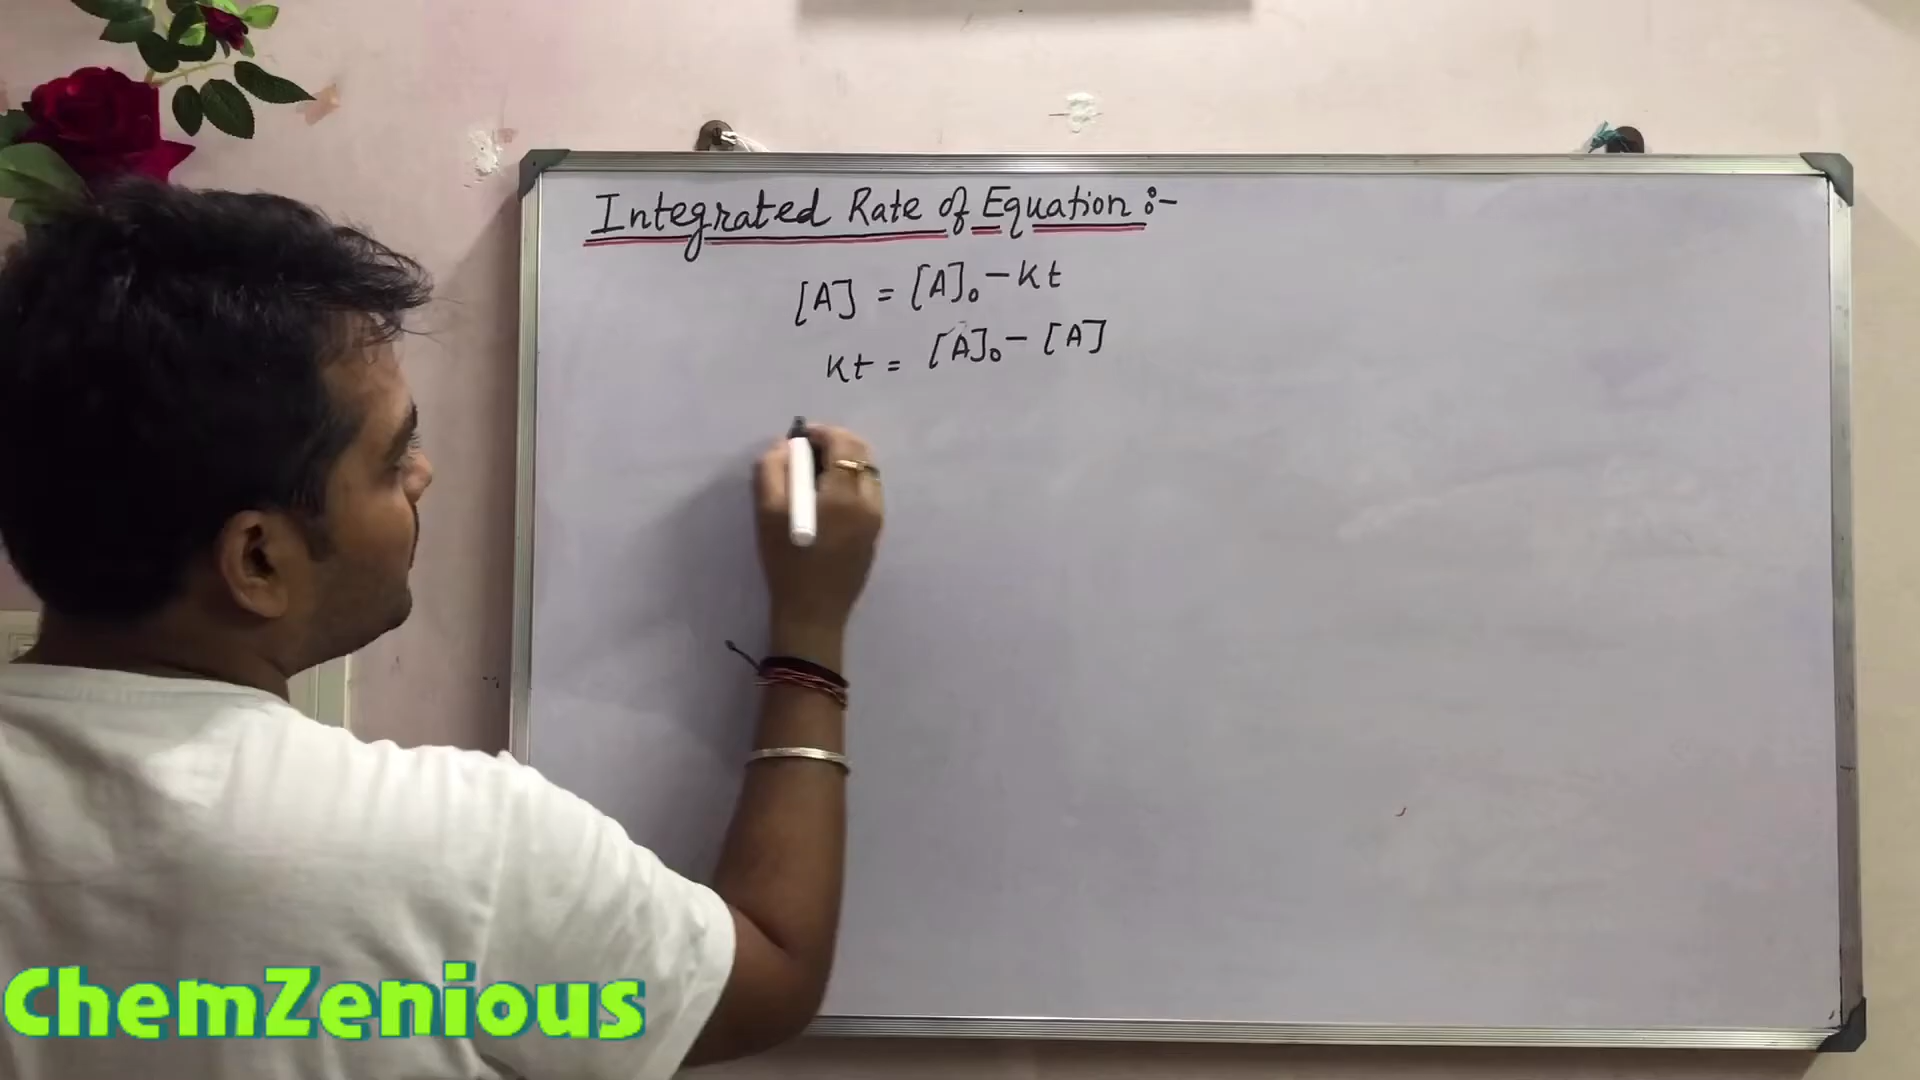 Integrated Rate of Equation :-
[A] = [A]₀ - Kt
Kt = [A]₀ - [A]
ChemZenious